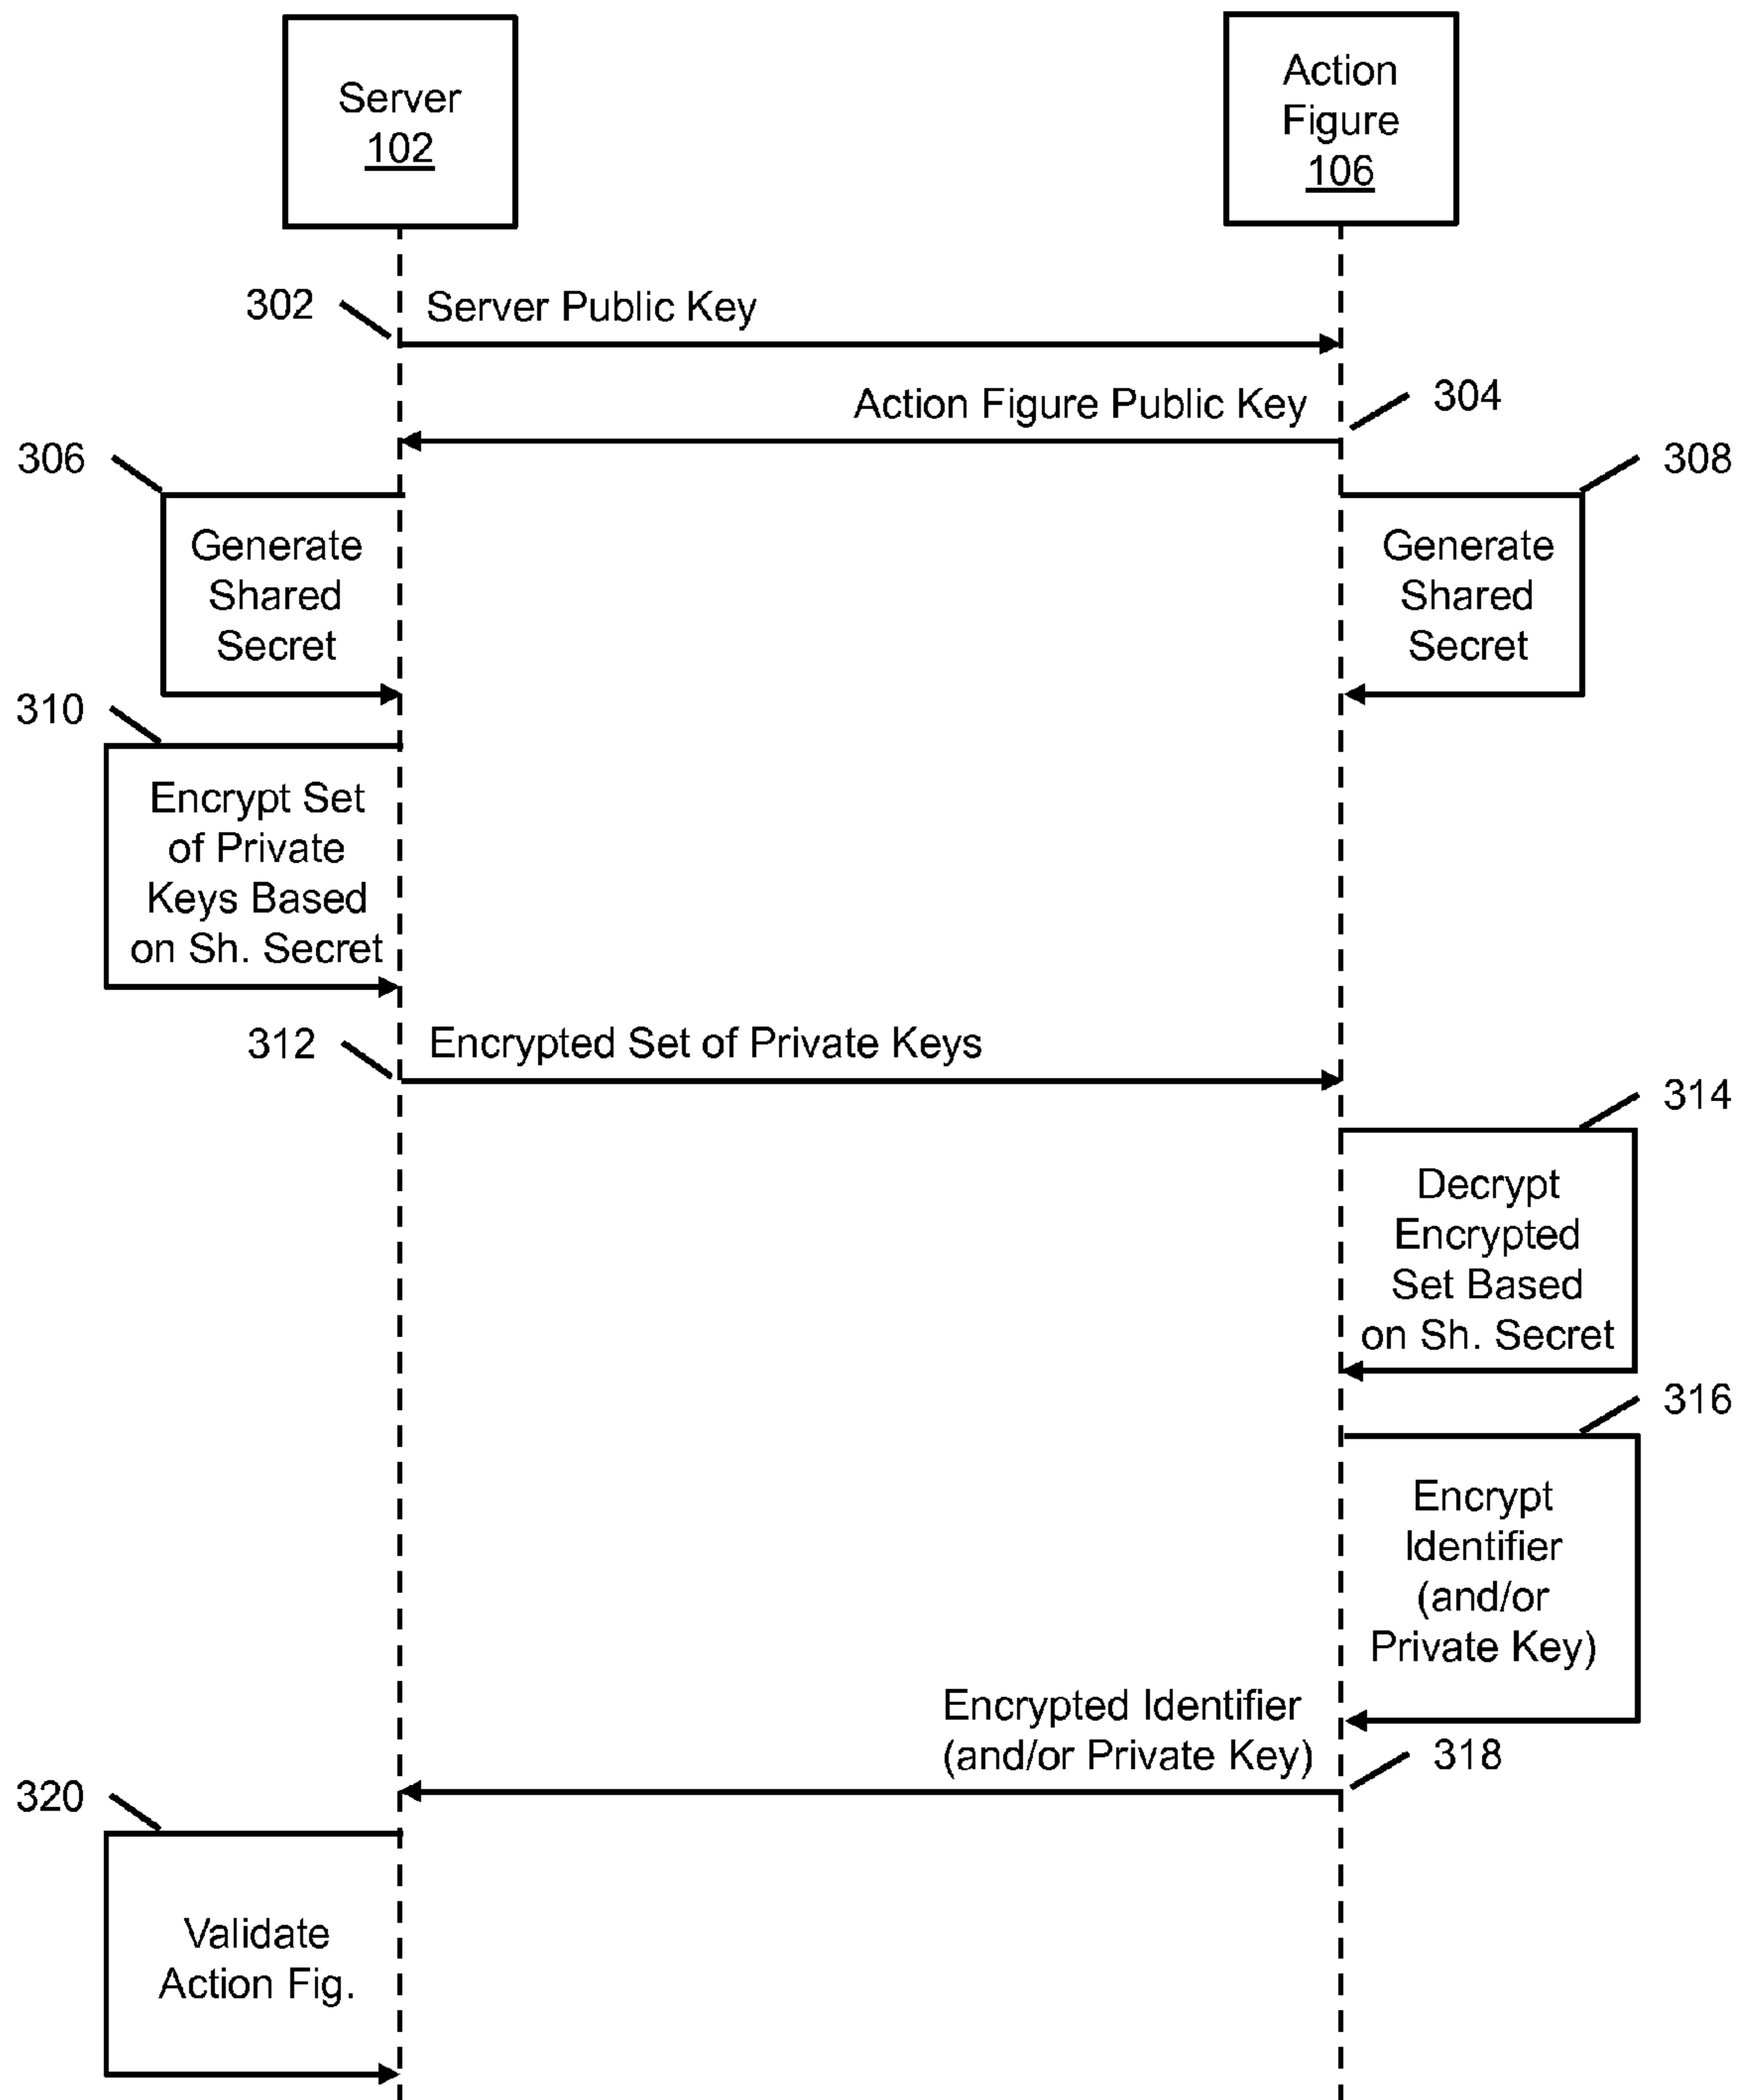 Server
102
Action
Figure
106
302
Server Public Key
Action Figure Public Key
304
306
Generate
Shared
Secret
308
Generate
Shared
Secret
310
Encrypt Set
of Private
Keys Based
on Sh. Secret
312
Encrypted Set of Private Keys
314
Decrypt
Encrypted
Set Based
on Sh. Secret
316
Encrypt
Identifier
(and/or
Private Key)
Encrypted Identifier
(and/or Private Key)
318
320
Validate
Action Fig.